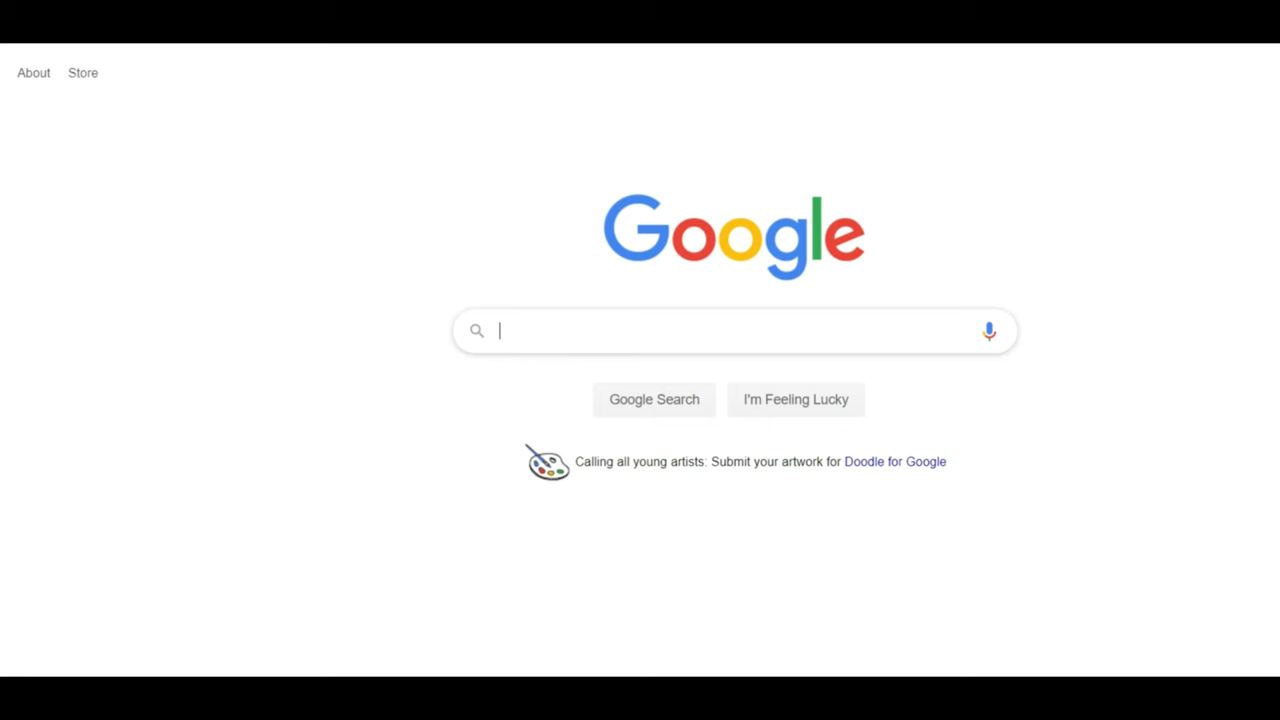 About Store
Google
Google Search I'm Feeling Lucky
Calling all young artists: Submit your artwork for Doodle for Google